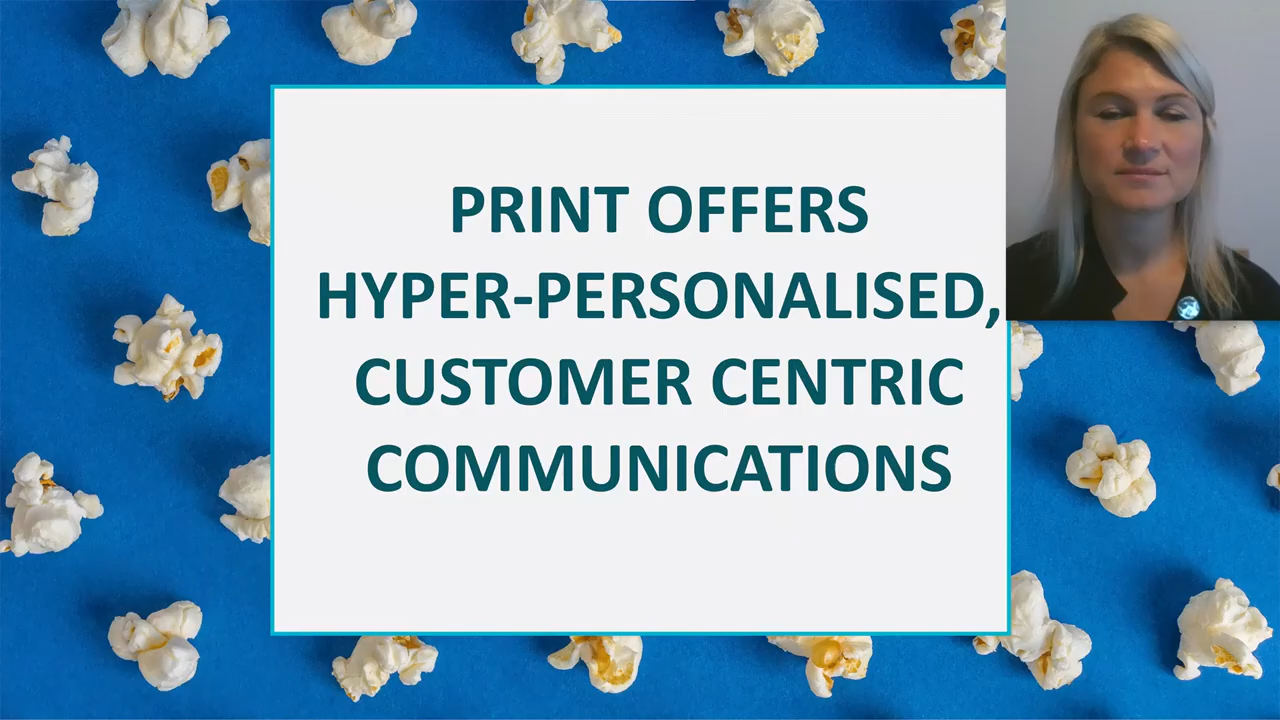 PRINT OFFERS
HYPER-PERSONALISED,
CUSTOMER CENTRIC
COMMUNICATIONS